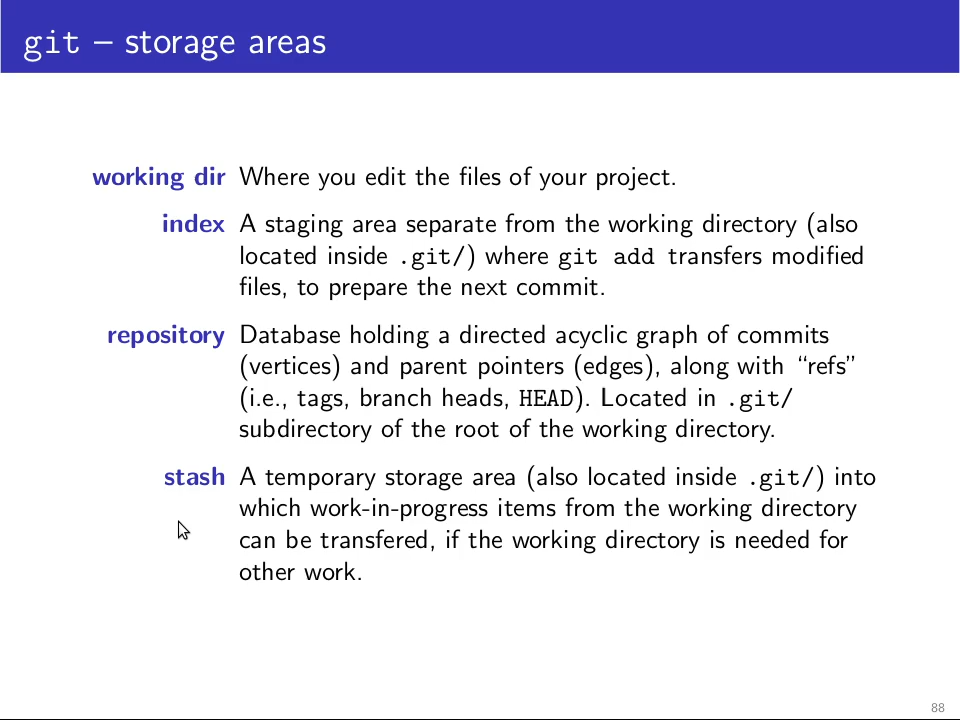 git – storage areas
working dir Where you edit the files of your project.
index A staging area separate from the working directory (also
located inside .git/) where git add transfers modified
files, to prepare the next commit.
repository Database holding a directed acyclic graph of commits
(vertices) and parent pointers (edges), along with “refs”
(i.e., tags, branch heads, HEAD). Located in .git/
subdirectory of the root of the working directory.
stash A temporary storage area (also located inside .git/) into
which work-in-progress items from the working directory
can be transfered, if the working directory is needed for
other work.
88